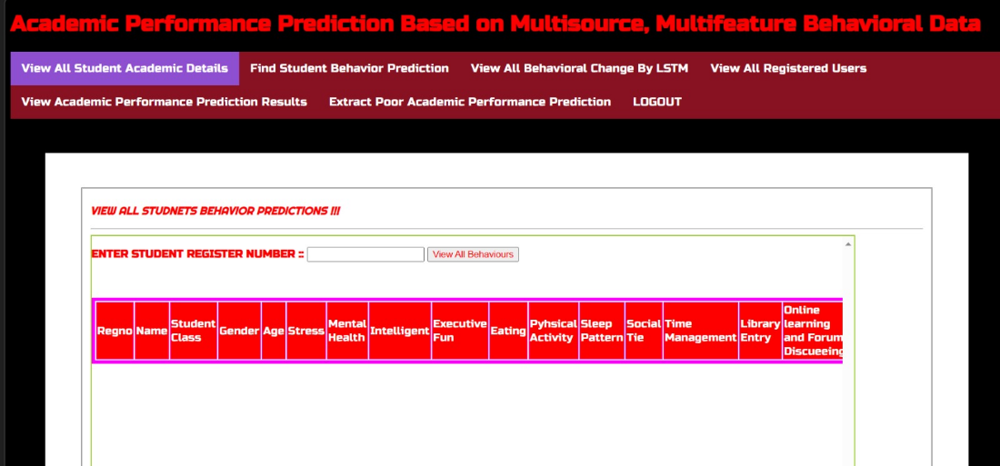 Academic Performance Prediction Based on Multisource, Multifeature Behavioral Data
View All Student Academic Details Find Student Behavior Prediction View All Behavioral Change By LSTM View All Registered Users
View Academic Performance Prediction Results Extract Poor Academic Performance Prediction LOGOUT
VIEW ALL STUDNETS BEHAVIOR PREDICTIONS !!!
ENTER STUDENT REGISTER NUMBER :: View All Behaviours
Regno Name Student Class Gender Age Stress Mental Health Intelligent Executive Fun Eating Pyhsical Activity Sleep Pattern Social Tie Time Management Library Entry Online learning and Forum Discueeing